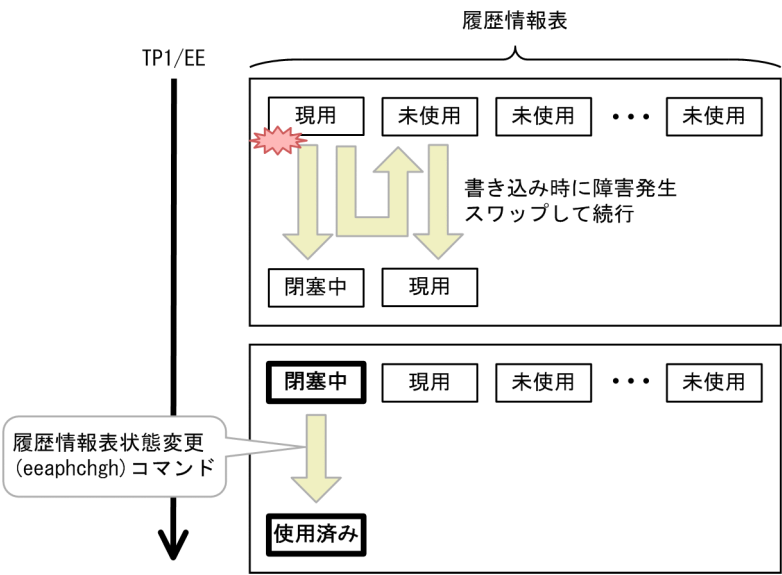 履歴情報表
TP1/EE
現用
未使用
未使用
・・・
未使用
書き込み時に障害発生
スワップして続行
閉塞中
現用
閉塞中
現用
未使用
・・・
未使用
履歴情報表状態変更
(eeaphchgh)コマンド
使用済み